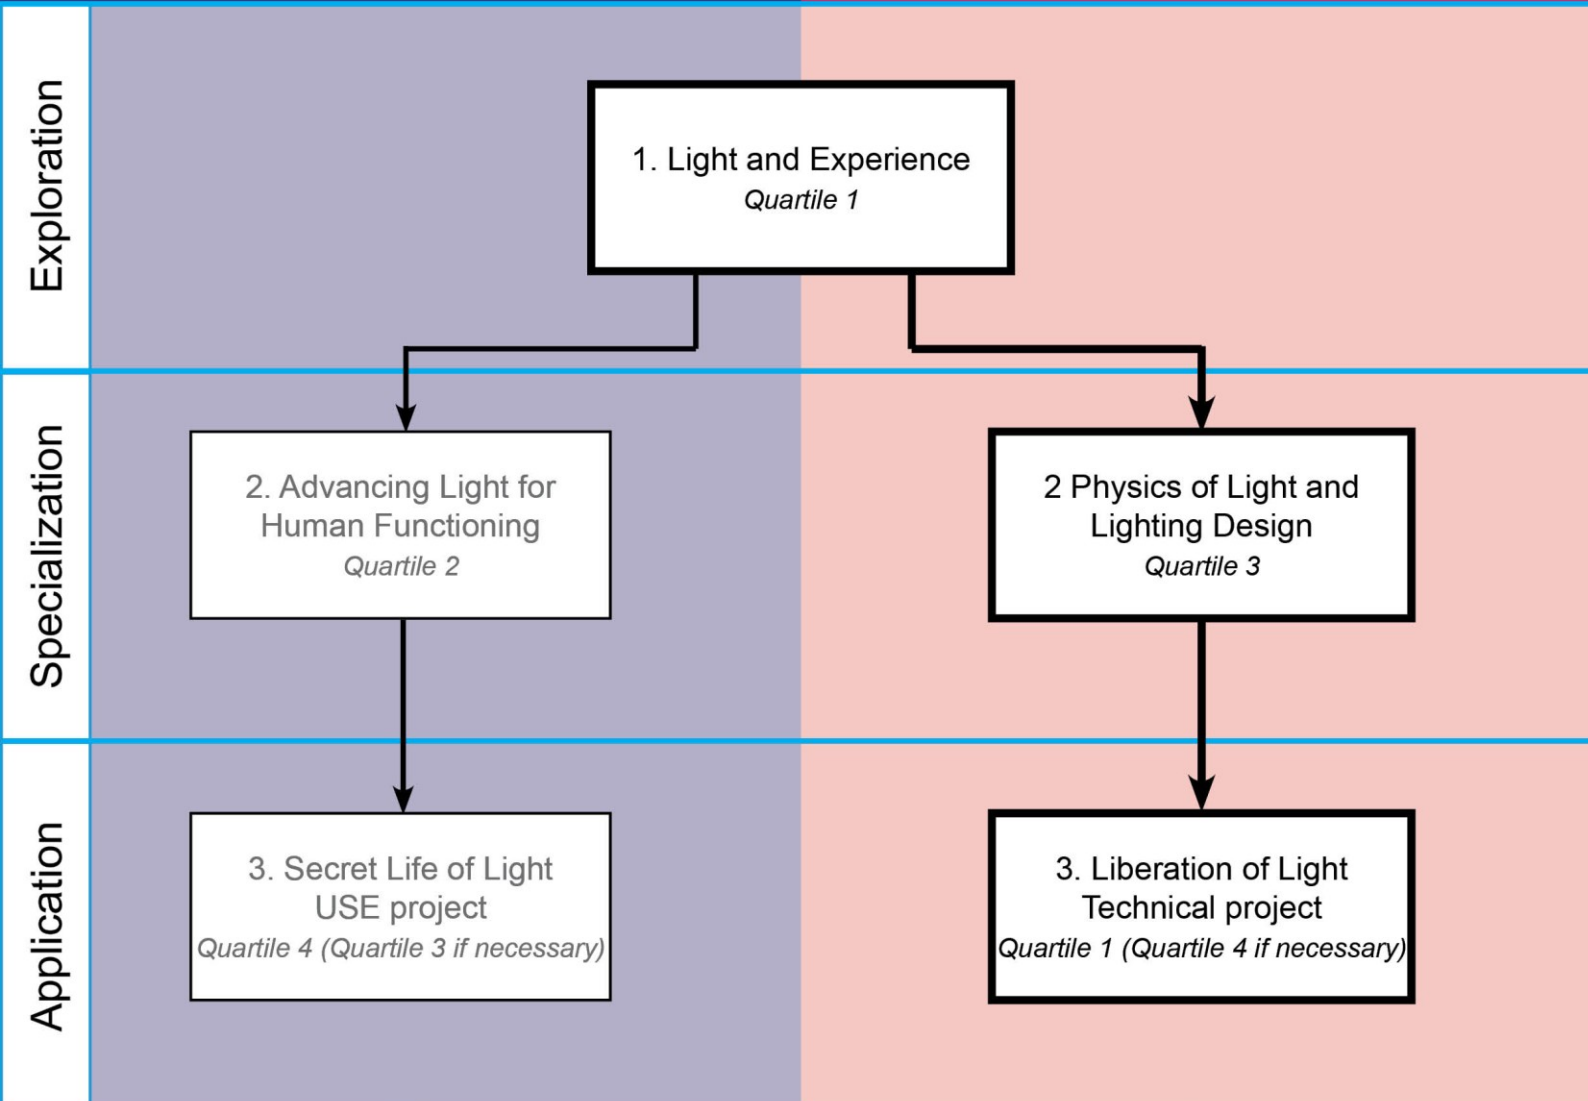 Exploration
1. Light and Experience
Quartile 1
Specialization
2. Advancing Light for
Human Functioning
Quartile 2
2 Physics of Light and
Lighting Design
Quartile 3
Application
3. Secret Life of Light
USE project
Quartile 4 (Quartile 3 if necessary)
3. Liberation of Light
Technical project
Quartile 1 (Quartile 4 if necessary)